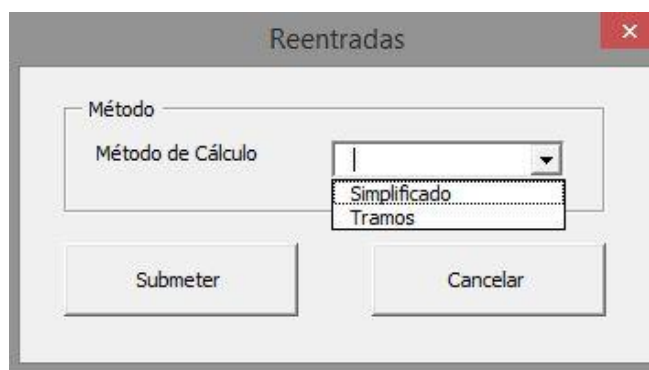 Reentradas
Método
Método de Cálculo
Simplificado
Tramos
Submeter
Cancelar